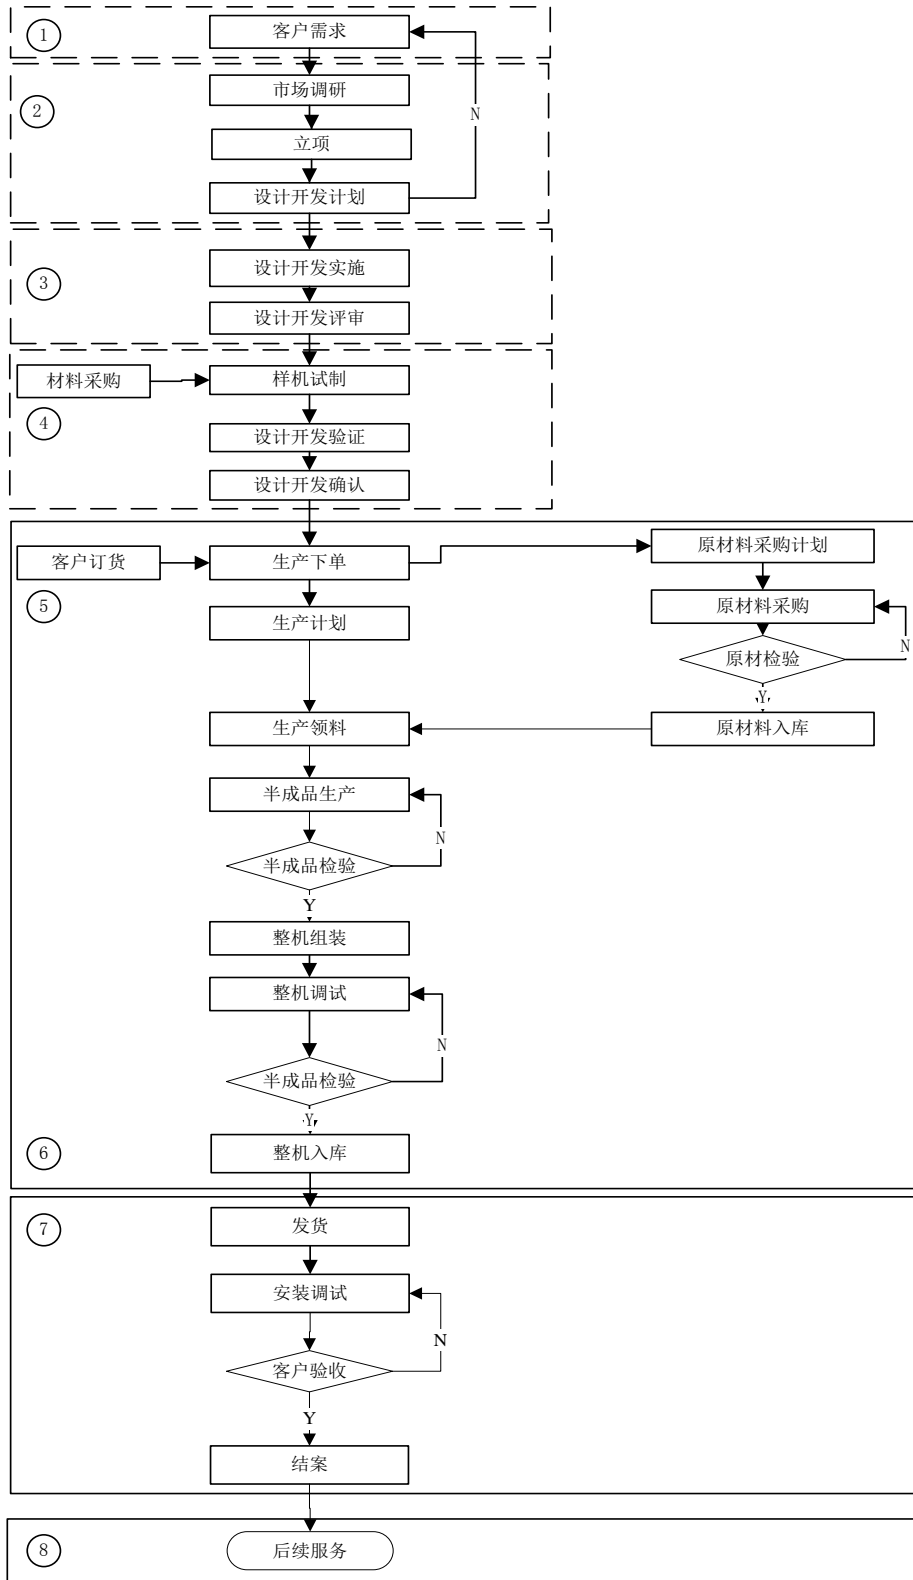 ①
客户需求
②
市场调研
N
立项
设计开发计划
③
设计开发实施
设计开发评审
材料采购
样机试制
④
设计开发验证
设计开发确认
客户订货
生产下单
原材料采购计划
⑤
生产计划
原材料采购
N
原材检验
Y
生产领料
原材料入库
半成品生产
N
半成品检验
Y
整机组装
整机调试
N
半成品检验
Y
⑥
整机入库
⑦
发货
安装调试
N
客户验收
Y
结案
⑧
后续服务